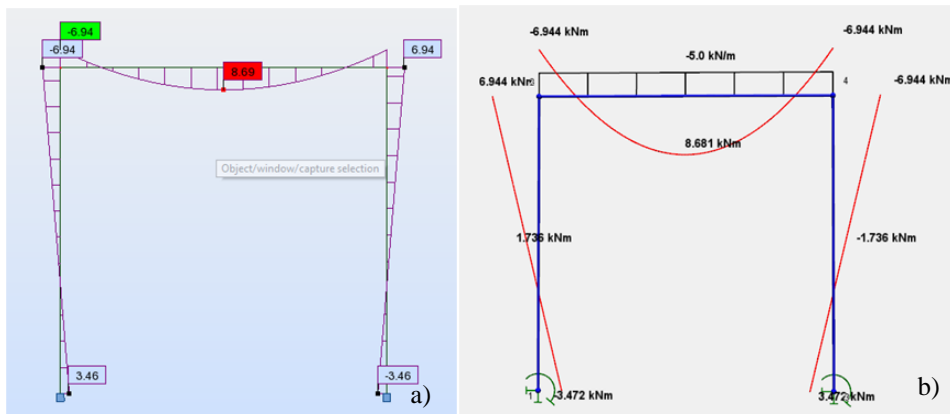 -6.94
-6.94
6.94
8.69
Object/window/capture selection
3.46
-3.46
a)
-6.944 kNm
-6.944 kNm
-5.0 kN/m
6.944 kNm
4
-6.944 kNm
8.681 kNm
1.736 kNm
-1.736 kNm
-3.472 kNm
3.472 kNm
b)